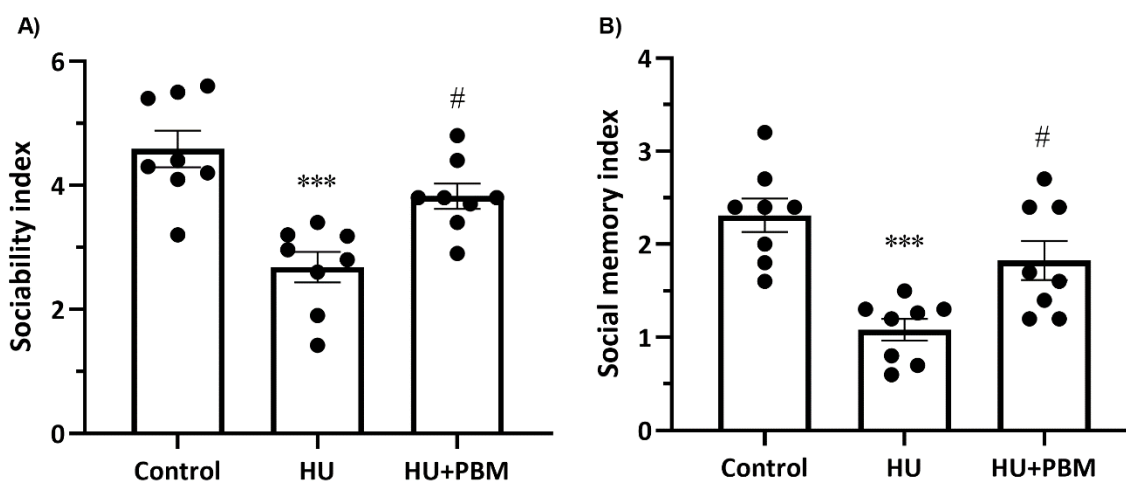 A)
Sociability index
6
4
2
0
***
#
Control HU HU+PBM
B)
Social memory index
4
3
2
1
0
***
#
Control HU HU+PBM